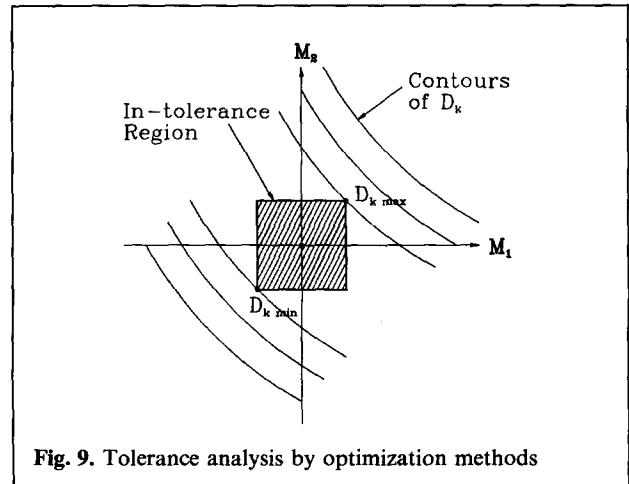 M₂
Contours
of Dₖ
In-tolerance
Region
Dₖ ₘₐₓ
M₁
Dₖ ₘᵢₙ
Fig. 9. Tolerance analysis by optimization methods